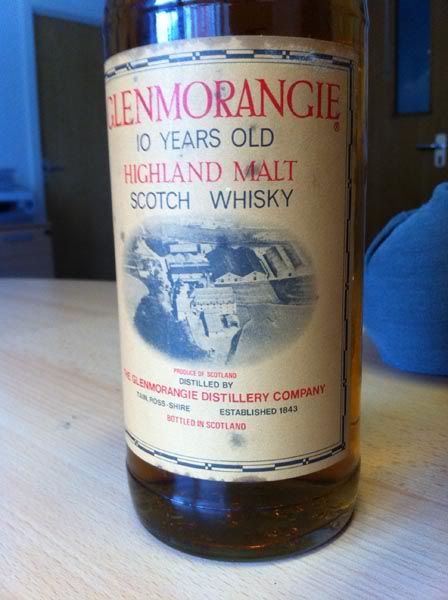 GLENMORANGIE®
10 YEARS OLD
HIGHLAND MALT
SCOTCH WHISKY
PRODUCE OF SCOTLAND
DISTILLED BY
THE GLENMORANGIE DISTILLERY COMPANY
TAIN, ROSS-SHIRE ESTABLISHED 1843
BOTTLED IN SCOTLAND